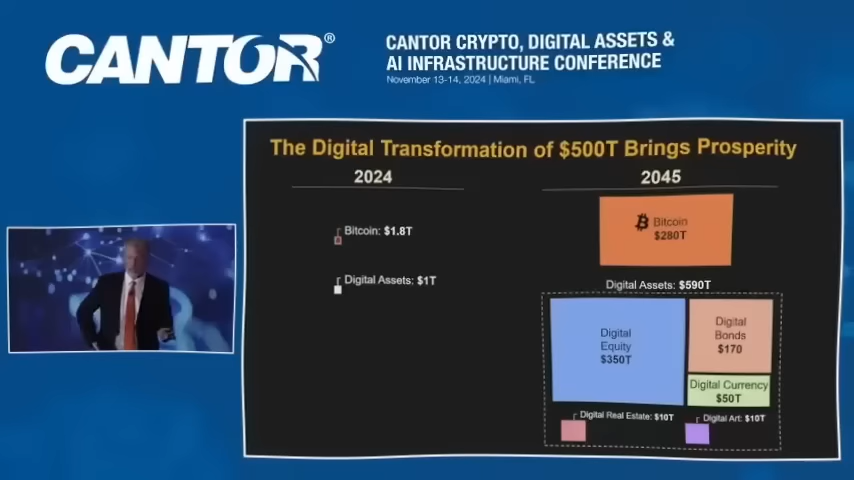 CANTOR®
CANTOR CRYPTO, DIGITAL ASSETS &
AI INFRASTRUCTURE CONFERENCE
November 13-14, 2024 | Miami, FL
The Digital Transformation of $500T Brings Prosperity
2024
Bitcoin: $1.8T
Digital Assets: $1T
2045
Bitcoin
$280T
Digital Assets: $590T
Digital
Equity
$350T
Digital
Bonds
$170
Digital Currency
$50T
Digital Real Estate: $10T
Digital Art: $10T